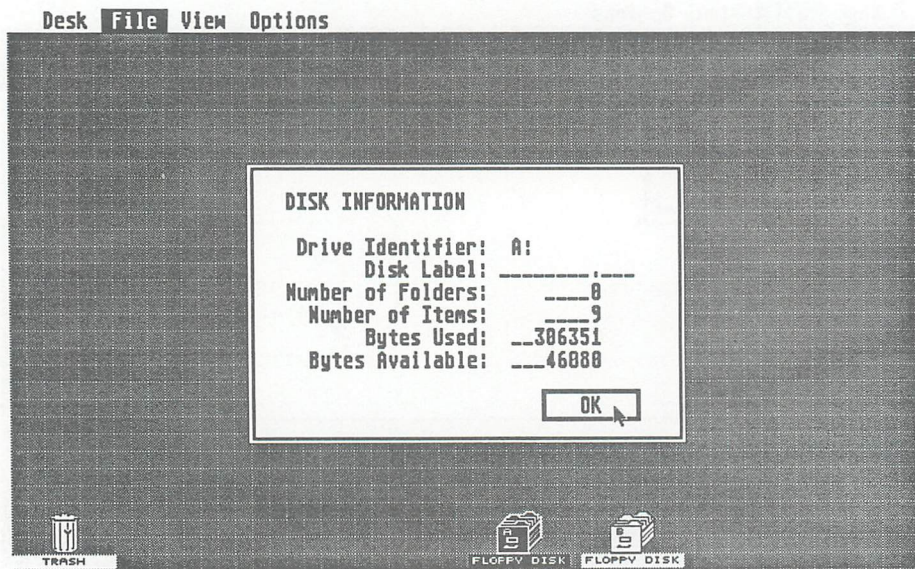 Desk File View Options
DISK INFORMATION
Drive Identifier: A:
Disk Label: ________.___
Number of Folders: ____0
Number of Items: ____9
Bytes Used: __306351
Bytes Available: ___46080
OK
A B
TRASH FLOPPY DISK FLOPPY DISK